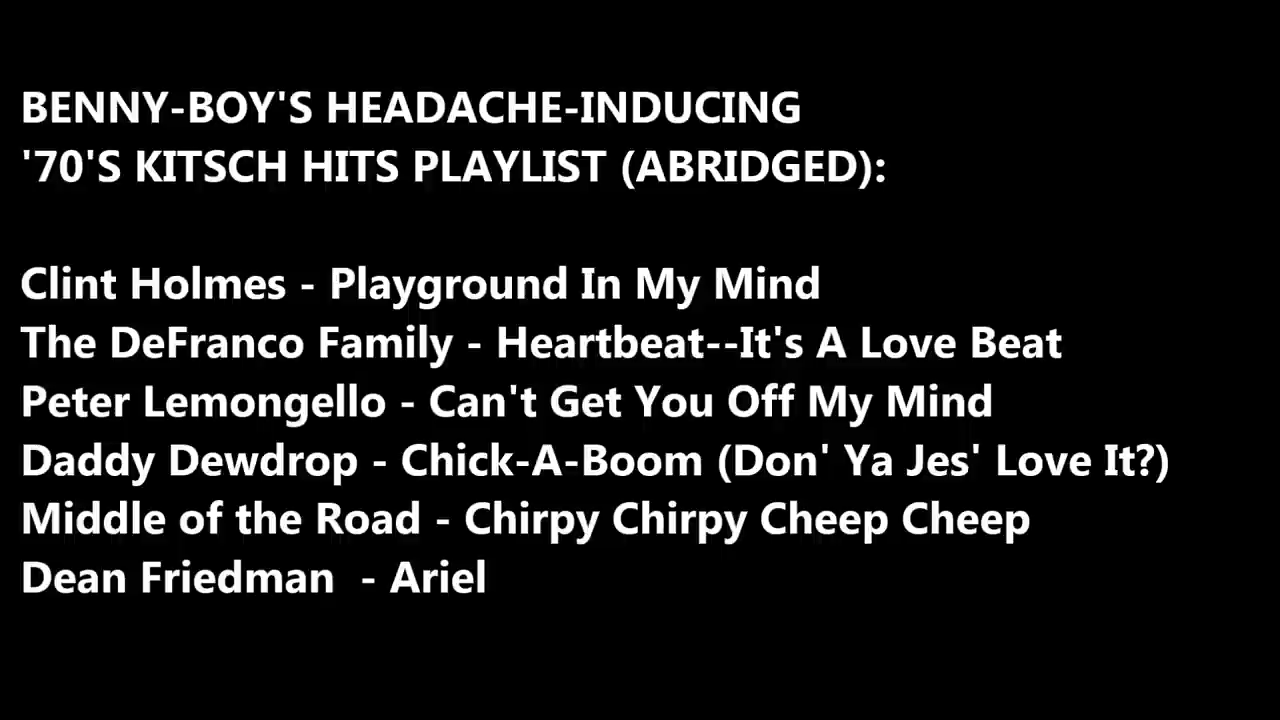 BENNY-BOY'S HEADACHE-INDUCING
'70'S KITSCH HITS PLAYLIST (ABRIDGED):
Clint Holmes - Playground In My Mind
The DeFranco Family - Heartbeat--It's A Love Beat
Peter Lemongello - Can't Get You Off My Mind
Daddy Dewdrop - Chick-A-Boom (Don' Ya Jes' Love It?)
Middle of the Road - Chirpy Chirpy Cheep Cheep
Dean Friedman  - Ariel